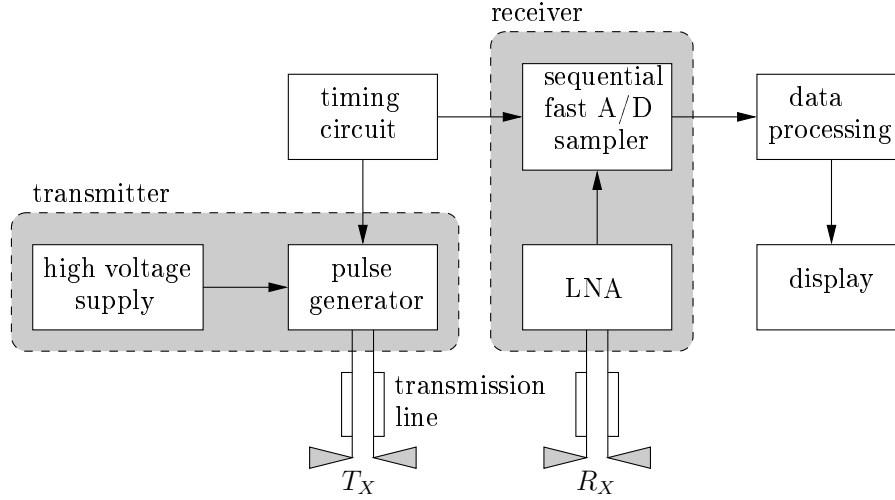 receiver
timing
circuit
sequential
fast A/D
sampler
data
processing
transmitter
high voltage
supply
pulse
generator
LNA
display
transmission
line
T_X
R_X